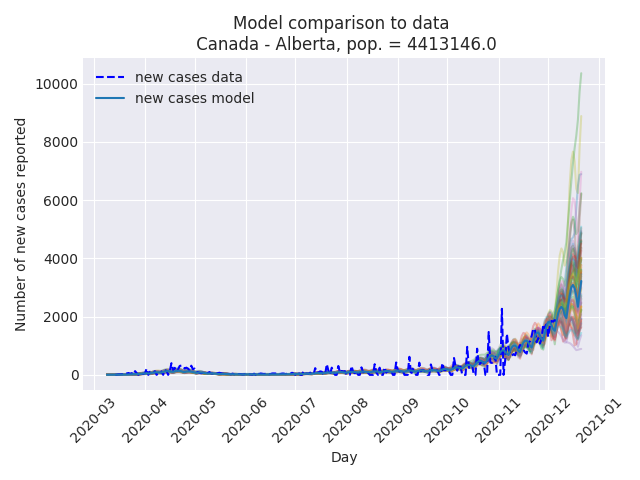 Model comparison to data
Canada - Alberta, pop. = 4413146.0
new cases data
new cases model
Number of new cases reported
10000
8000
6000
4000
2000
0
2020-03
2020-04
2020-05
2020-06
2020-07
2020-08
2020-09
2020-10
2020-11
2020-12
2021-01
Day